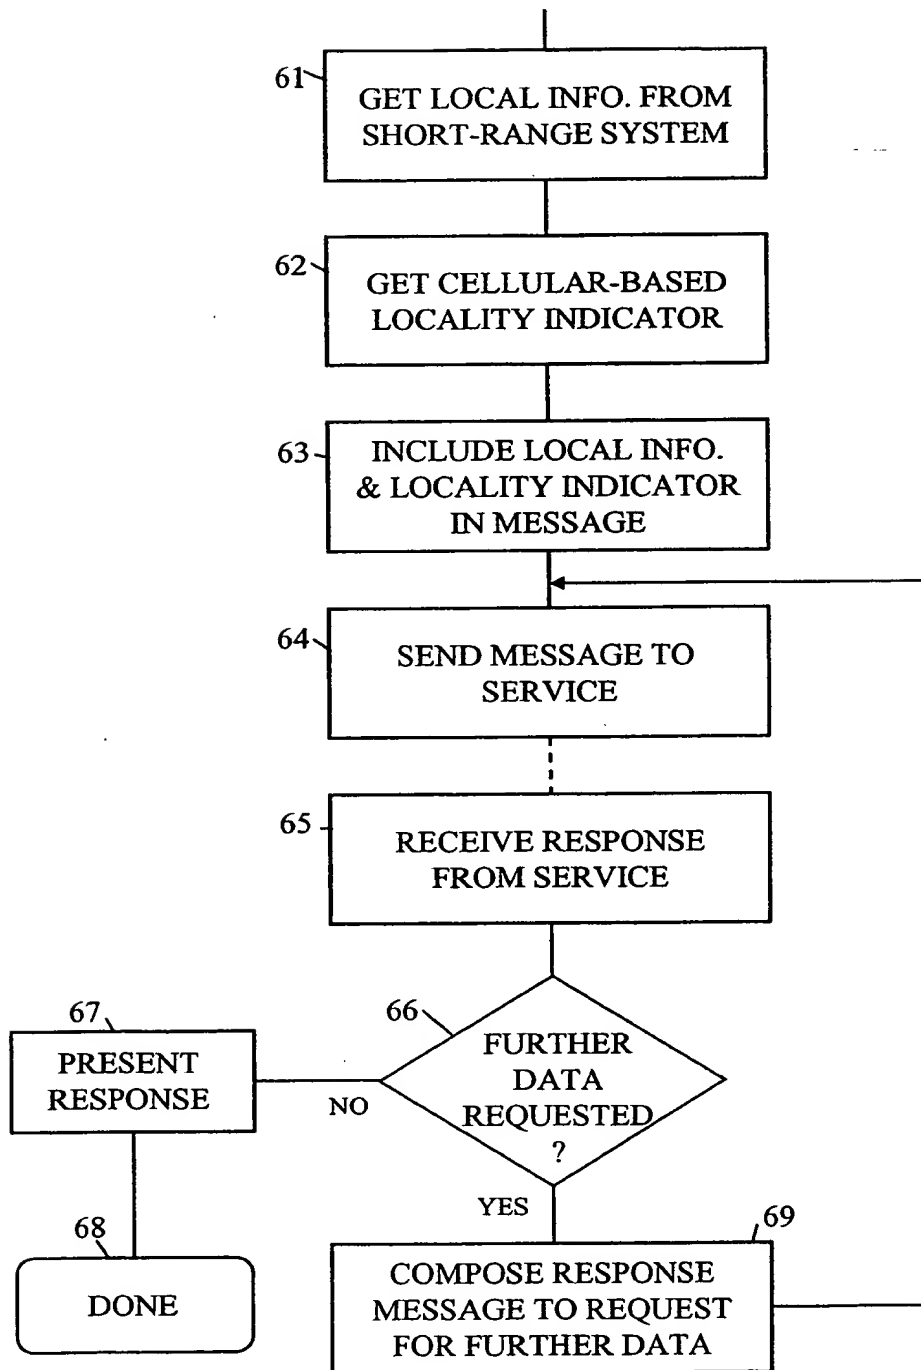 61
GET LOCAL INFO. FROM
SHORT-RANGE SYSTEM
62
GET CELLULAR-BASED
LOCALITY INDICATOR
63
INCLUDE LOCAL INFO.
& LOCALITY INDICATOR
IN MESSAGE
64
SEND MESSAGE TO
SERVICE
65
RECEIVE RESPONSE
FROM SERVICE
66
FURTHER
DATA
REQUESTED
?
NO
67
PRESENT
RESPONSE
68
DONE
YES
69
COMPOSE RESPONSE
MESSAGE TO REQUEST
FOR FURTHER DATA